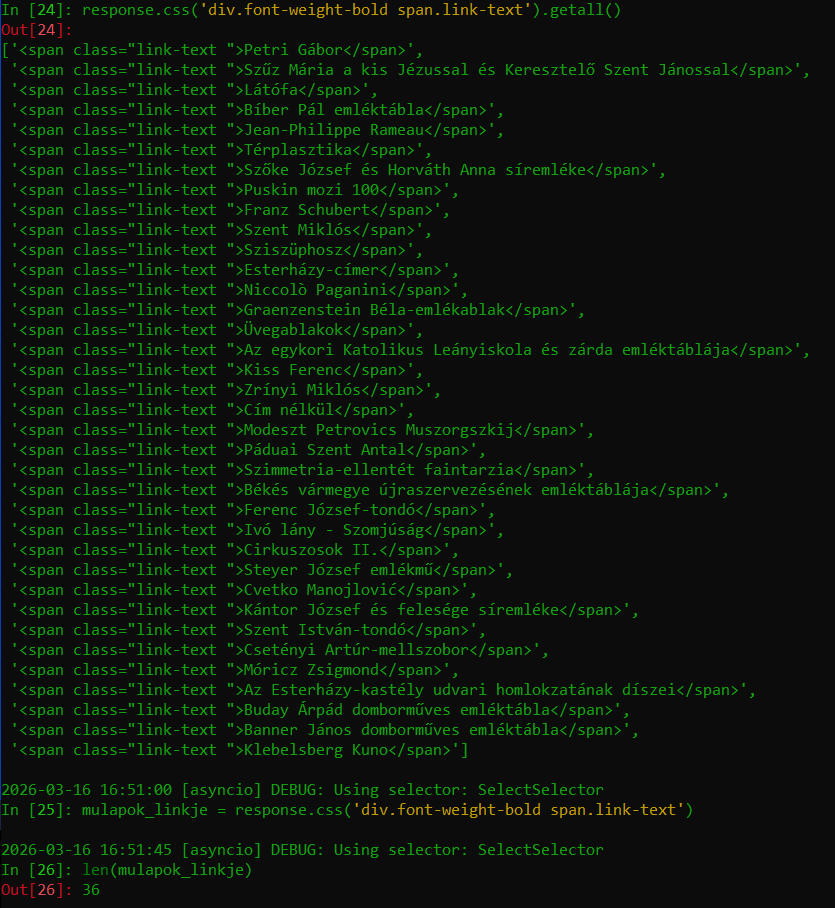 In [24]: response.css('div.font-weight-bold span.link-text').getall()
Out[24]:
['<span class="link-text ">Petri Gábor</span>',
 '<span class="link-text ">Szűz Mária a kis Jézussal és Keresztelő Szent Jánossal</span>',
 '<span class="link-text ">Látófa</span>',
 '<span class="link-text ">Bíber Pál emléktábla</span>',
 '<span class="link-text ">Jean-Philippe Rameau</span>',
 '<span class="link-text ">Térplasztika</span>',
 '<span class="link-text ">Szőke József és Horváth Anna síremléke</span>',
 '<span class="link-text ">Puskin mozi 100</span>',
 '<span class="link-text ">Franz Schubert</span>',
 '<span class="link-text ">Szent Miklós</span>',
 '<span class="link-text ">Sziszüphosz</span>',
 '<span class="link-text ">Esterházy-címer</span>',
 '<span class="link-text ">Niccolò Paganini</span>',
 '<span class="link-text ">Graenzenstein Béla-emlékablak</span>',
 '<span class="link-text ">Üvegablakok</span>',
 '<span class="link-text ">Az egykori Katolikus Leányiskola és zárda emléktáblája</span>',
 '<span class="link-text ">Kiss Ferenc</span>',
 '<span class="link-text ">Zrínyi Miklós</span>',
 '<span class="link-text ">Cím nélkül</span>',
 '<span class="link-text ">Modeszt Petrovics Muszorgszkij</span>',
 '<span class="link-text ">Páduai Szent Antal</span>',
 '<span class="link-text ">Szimmetria-ellentét faintarzia</span>',
 '<span class="link-text ">Békés vármegye újraszervezésének emléktáblája</span>',
 '<span class="link-text ">Ferenc József-tondó</span>',
 '<span class="link-text ">Ivó lány - Szomjúság</span>',
 '<span class="link-text ">Cirkuszosok II.</span>',
 '<span class="link-text ">Steyer József emlékmű</span>',
 '<span class="link-text ">Cvetko Manojlović</span>',
 '<span class="link-text ">Kántor József és felesége síremléke</span>',
 '<span class="link-text ">Szent István-tondó</span>',
 '<span class="link-text ">Csetényi Artúr-mellszobor</span>',
 '<span class="link-text ">Móricz Zsigmond</span>',
 '<span class="link-text ">Az Esterházy-kastély udvari homlokzatának díszei</span>',
 '<span class="link-text ">Buday Árpád domborműves emléktábla</span>',
 '<span class="link-text ">Banner János domborműves emléktábla</span>',
 '<span class="link-text ">Klebelsberg Kuno</span>']
2026-03-16 16:51:00 [asyncio] DEBUG: Using selector: SelectSelector
In [25]: mulapok_linkje = response.css('div.font-weight-bold span.link-text')
2026-03-16 16:51:45 [asyncio] DEBUG: Using selector: SelectSelector
In [26]: len(mulapok_linkje)
Out[26]: 36